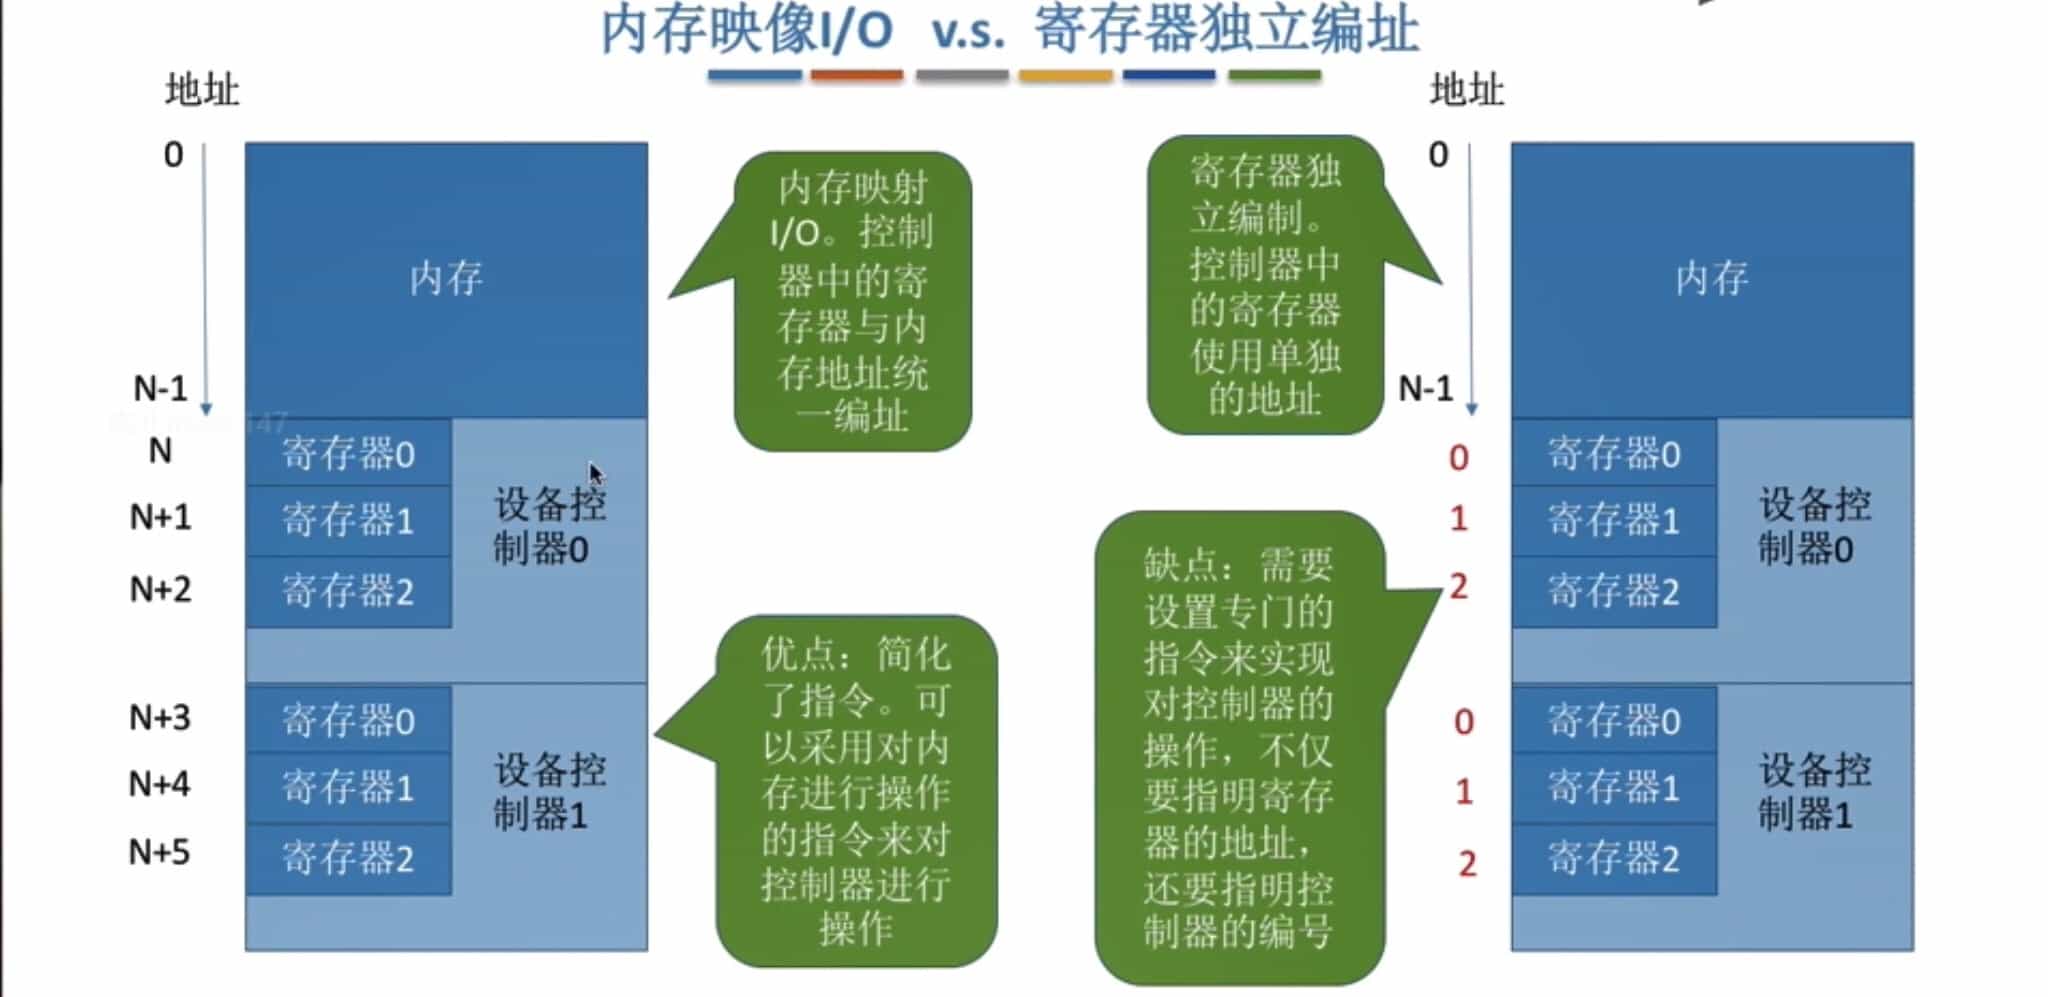 内存映像I/O v.s. 寄存器独立编址
地址
0
N-1
N
N+1
N+2
N+3
N+4
N+5
内存
寄存器0
寄存器1
寄存器2
设备控
制器0
寄存器0
寄存器1
寄存器2
设备控
制器1
内存映射
I/O。控制
器中的寄
存器与内
存地址统
一编址
优点：简化
了指令。可
以采用对内
存进行操作
的指令来对
控制器进行
操作
寄存器独
立编制。
控制器中
的寄存器
使用单独
的地址
缺点：需要
设置专门的
指令来实现
对控制器的
操作，不仅
要指明寄存
器的地址，
还要指明控
制器的编号
地址
0
N-1
0
1
2
0
1
2
内存
寄存器0
寄存器1
寄存器2
设备控
制器0
寄存器0
寄存器1
寄存器2
设备控
制器1